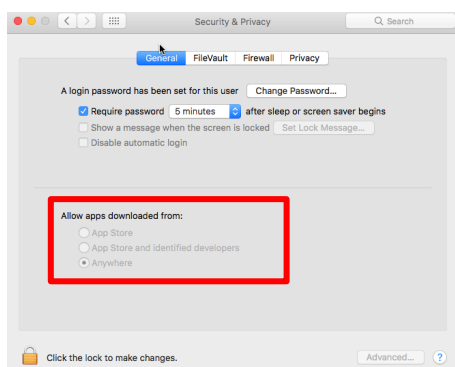 Security & Privacy
Search
General FileVault Firewall Privacy
A login password has been set for this user Change Password...
Require password 5 minutes after sleep or screen saver begins
Show a message when the screen is locked Set Lock Message...
Disable automatic login
Allow apps downloaded from:
App Store
App Store and identified developers
Anywhere
Click the lock to make changes.
Advanced...
?